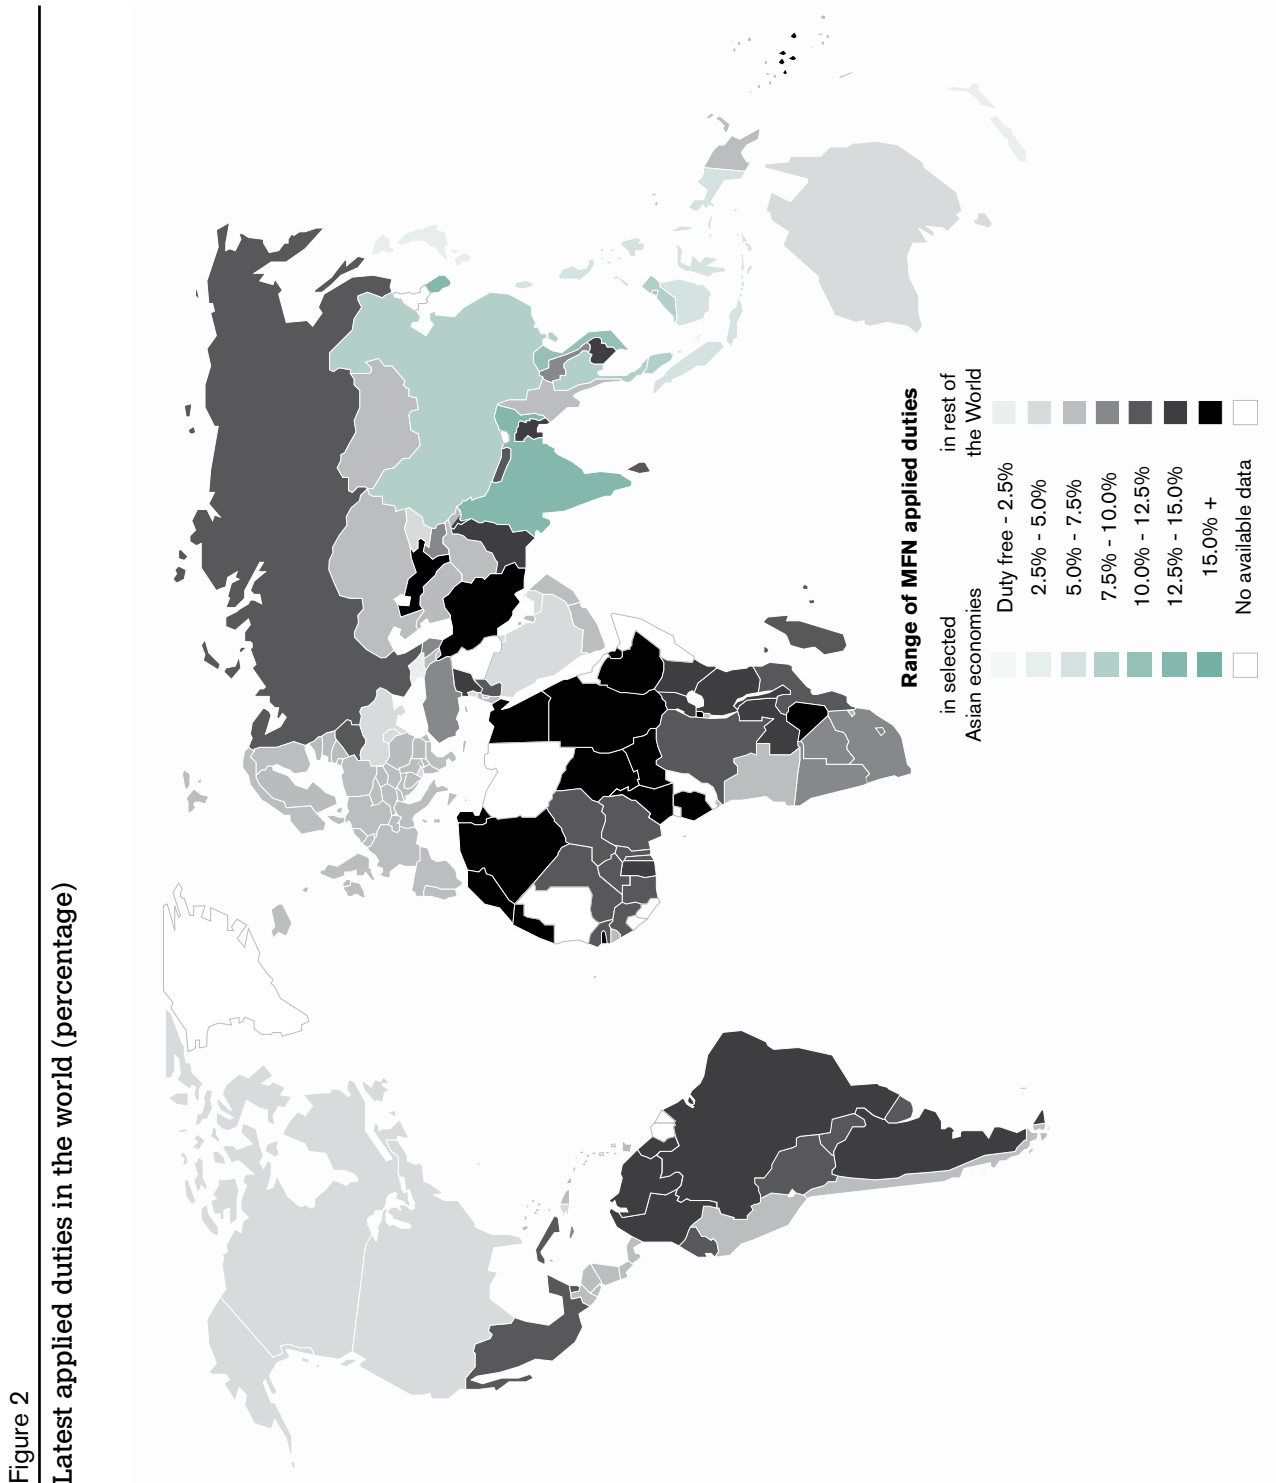 Figure 2
Latest applied duties in the world (percentage)
Range of MFN applied duties
in selected
Asian economies
in rest of
the World
Duty free - 2.5%
2.5% - 5.0%
5.0% - 7.5%
7.5% - 10.0%
10.0% - 12.5%
12.5% - 15.0%
15.0% +
No available data